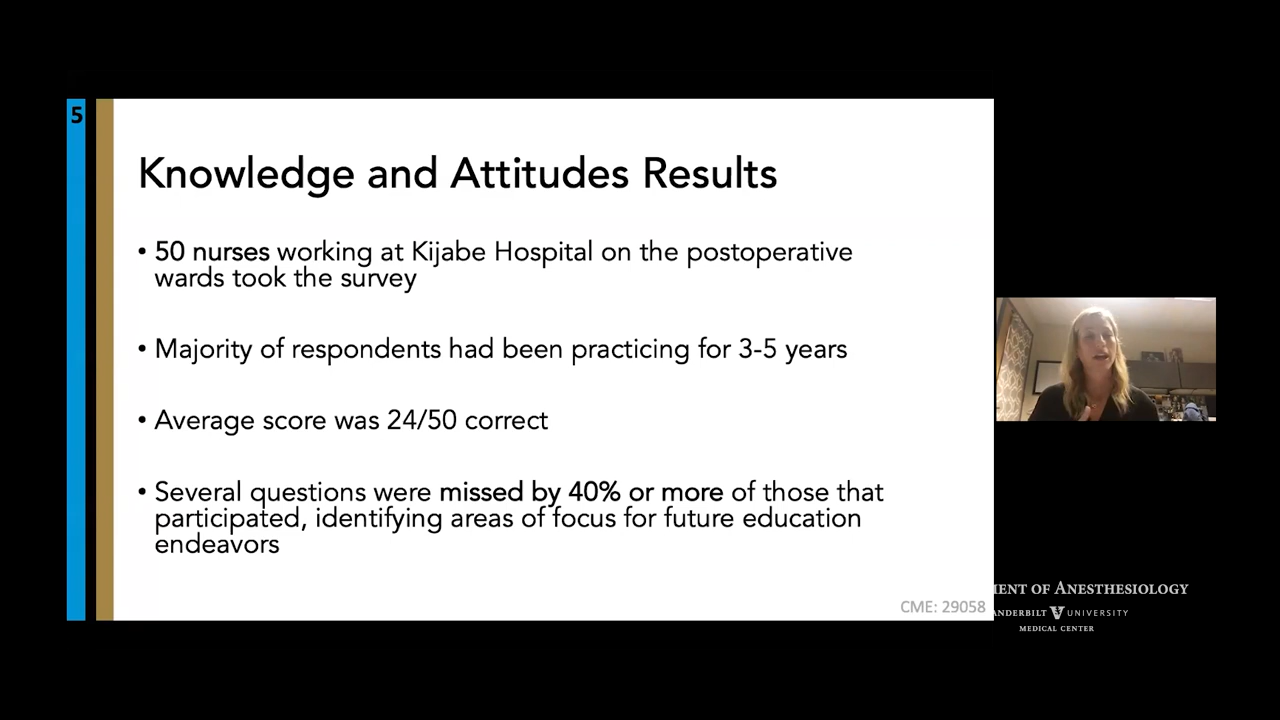 5
Knowledge and Attitudes Results
• 50 nurses working at Kijabe Hospital on the postoperative
wards took the survey
• Majority of respondents had been practicing for 3-5 years
• Average score was 24/50 correct
• Several questions were missed by 40% or more of those that
participated, identifying areas of focus for future education
endeavors
CME: 29058
MENT OF ANESTHESIOLOGY
ANDERBILT V UNIVERSITY
MEDICAL CENTER